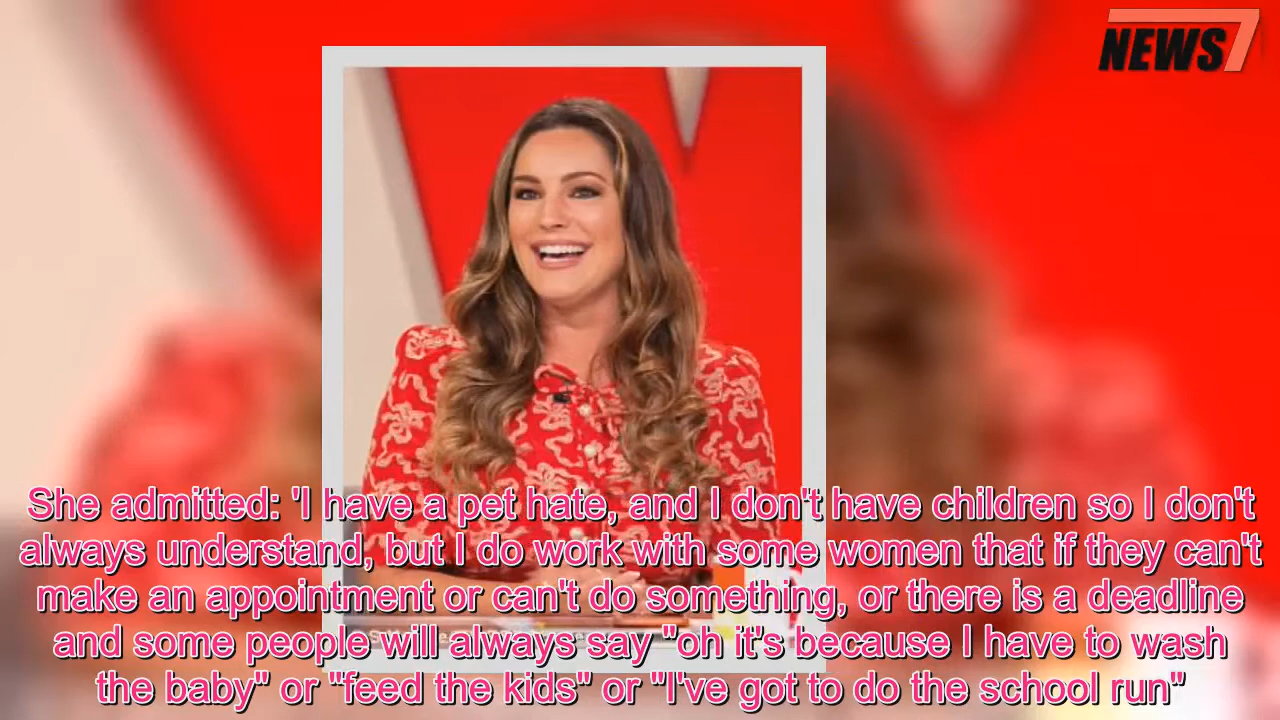 NEWS7
She admitted: 'I have a pet hate, and I don't have children so I don't
always understand, but I do work with some women that if they can't
make an appointment or can't do something, or there is a deadline
and some people will always say "oh it's because I have to wash
the baby" or "feed the kids" or "I've got to do the school run"